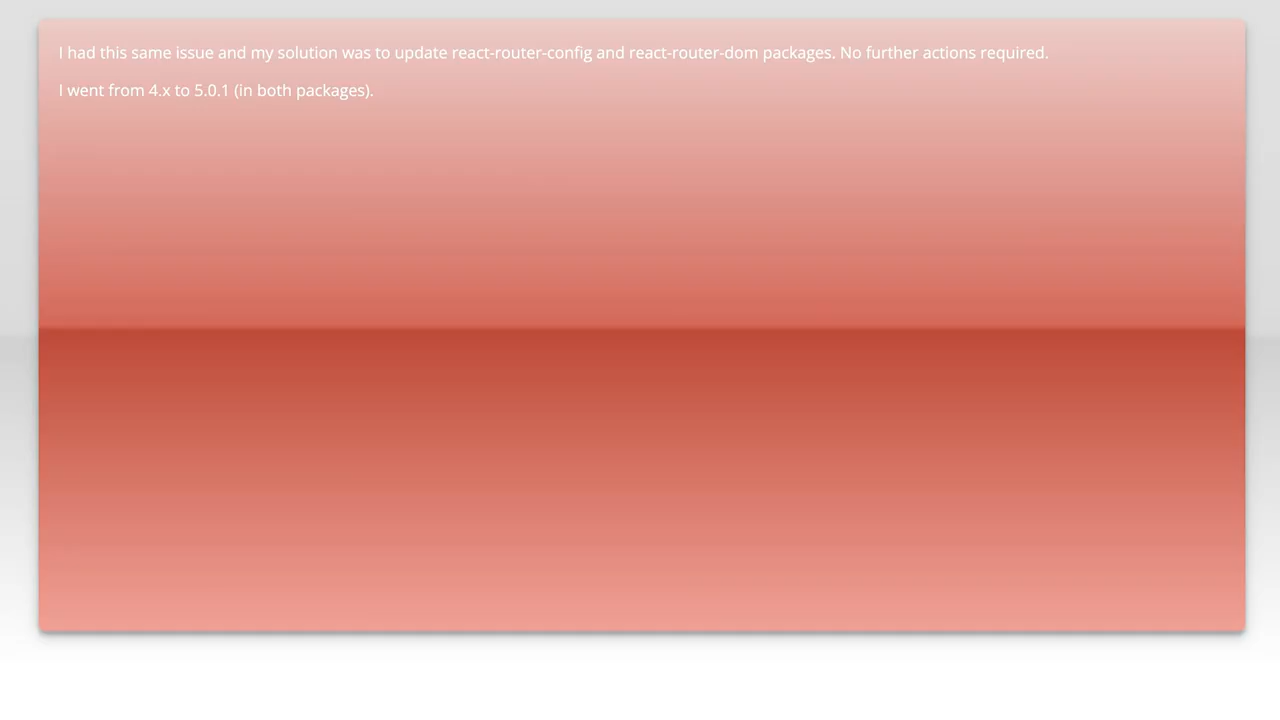 I had this same issue and my solution was to update react-router-config and react-router-dom packages. No further actions required.
I went from 4.x to 5.0.1 (in both packages).